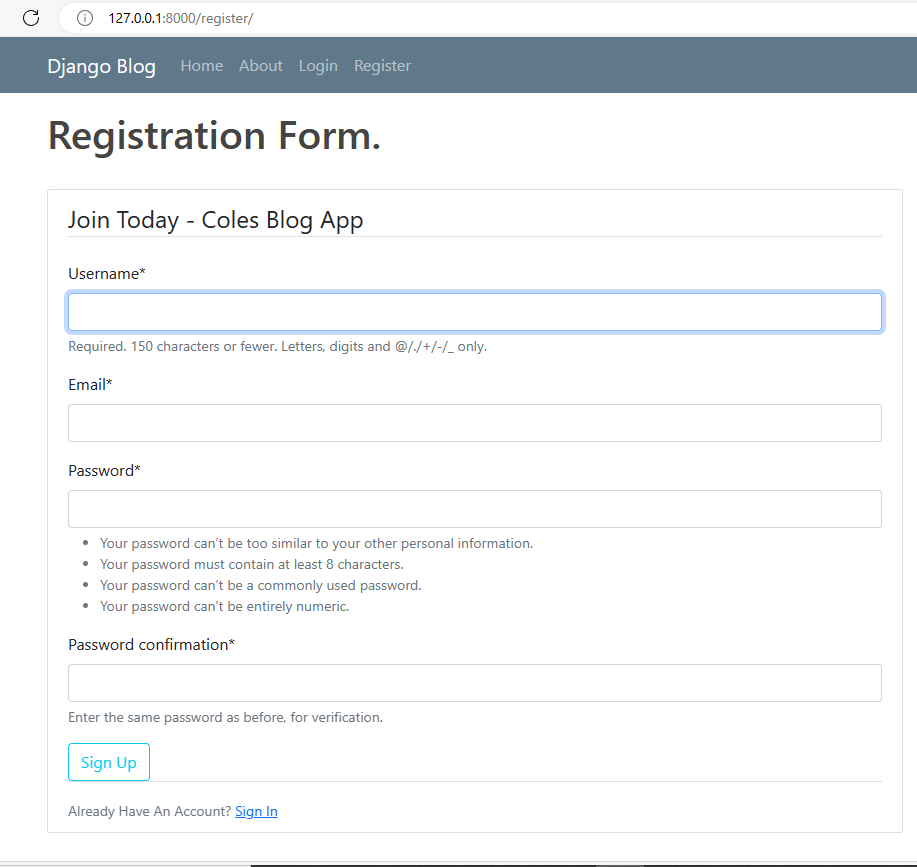 127.0.0.1:8000/register/
Django Blog Home About Login Register
Registration Form.
Join Today - Coles Blog App
Username*
Required. 150 characters or fewer. Letters, digits and @/./+/-/_ only.
Email*
Password*
• Your password can’t be too similar to your other personal information.
• Your password must contain at least 8 characters.
• Your password can’t be a commonly used password.
• Your password can’t be entirely numeric.
Password confirmation*
Enter the same password as before, for verification.
Sign Up
Already Have An Account? Sign In